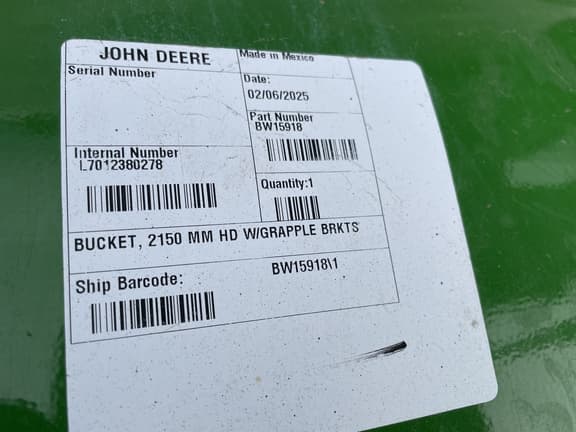 JOHN DEERE
Made in Mexico
Serial Number
Date:
02/06/2025
Part Number
BW15918
Internal Number
L7012380278
Quantity:1
BUCKET, 2150 MM HD W/GRAPPLE BRKTS
Ship Barcode:
BW15918\1